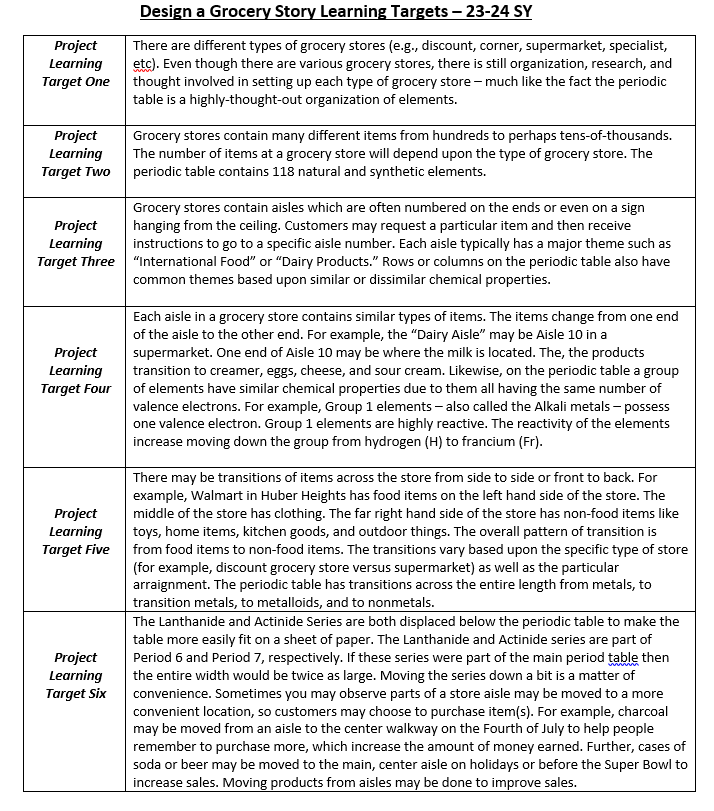 Design a Grocery Story Learning Targets – 23-24 SY
Project
Learning
Target One
There are different types of grocery stores (e.g., discount, corner, supermarket, specialist,
etc). Even though there are various grocery stores, there is still organization, research, and
thought involved in setting up each type of grocery store – much like the fact the periodic
table is a highly-thought-out organization of elements.
Project
Learning
Target Two
Grocery stores contain many different items from hundreds to perhaps tens-of-thousands.
The number of items at a grocery store will depend upon the type of grocery store. The
periodic table contains 118 natural and synthetic elements.
Project
Learning
Target Three
Grocery stores contain aisles which are often numbered on the ends or even on a sign
hanging from the ceiling. Customers may request a particular item and then receive
instructions to go to a specific aisle number. Each aisle typically has a major theme such as
“International Food” or “Dairy Products.” Rows or columns on the periodic table also have
common themes based upon similar or dissimilar chemical properties.
Project
Learning
Target Four
Each aisle in a grocery store contains similar types of items. The items change from one end
of the aisle to the other end. For example, the “Dairy Aisle” may be Aisle 10 in a
supermarket. One end of Aisle 10 may be where the milk is located. The, the products
transition to creamer, eggs, cheese, and sour cream. Likewise, on the periodic table a group
of elements have similar chemical properties due to them all having the same number of
valence electrons. For example, Group 1 elements – also called the Alkali metals – possess
one valence electron. Group 1 elements are highly reactive. The reactivity of the elements
increase moving down the group from hydrogen (H) to francium (Fr).
Project
Learning
Target Five
There may be transitions of items across the store from side to side or front to back. For
example, Walmart in Huber Heights has food items on the left hand side of the store. The
middle of the store has clothing. The far right hand side of the store has non-food items like
toys, home items, kitchen goods, and outdoor things. The overall pattern of transition is
from food items to non-food items. The transitions vary based upon the specific type of store
(for example, discount grocery store versus supermarket) as well as the particular
arraignment. The periodic table has transitions across the entire length from metals, to
transition metals, to metalloids, and to nonmetals.
Project
Learning
Target Six
The Lanthanide and Actinide Series are both displaced below the periodic table to make the
table more easily fit on a sheet of paper. The Lanthanide and Actinide series are part of
Period 6 and Period 7, respectively. If these series were part of the main period table then
the entire width would be twice as large. Moving the series down a bit is a matter of
convenience. Sometimes you may observe parts of a store aisle may be moved to a more
convenient location, so customers may choose to purchase item(s). For example, charcoal
may be moved from an aisle to the center walkway on the Fourth of July to help people
remember to purchase more, which increase the amount of money earned. Further, cases of
soda or beer may be moved to the main, center aisle on holidays or before the Super Bowl to
increase sales. Moving products from aisles may be done to improve sales.